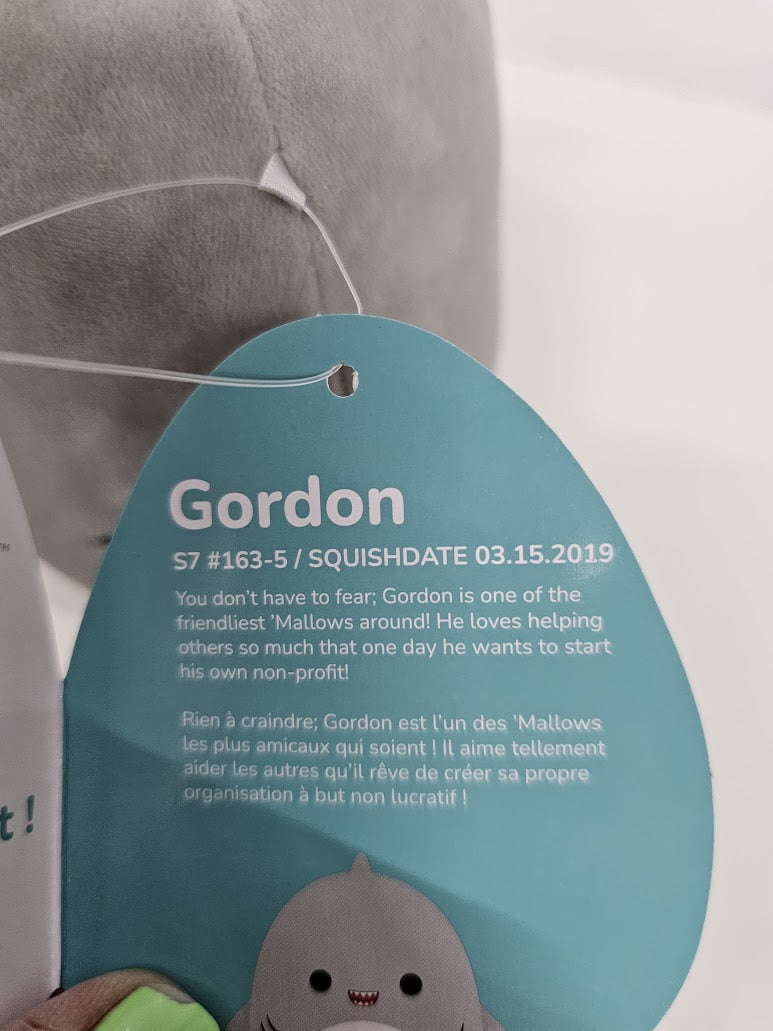 Gordon
S7 #163-5 / SQUISHDATE 03.15.2019
You don't have to fear; Gordon is one of the
friendliest 'Mallows around! He loves helping
others so much that one day he wants to start
his own non-profit!
Rien à craindre; Gordon est l'un des 'Mallows
les plus amicaux qui soient ! Il aime tellement
aider les autres qu'il rêve de créer sa propre
organisation à but non lucratif !
TM
t !